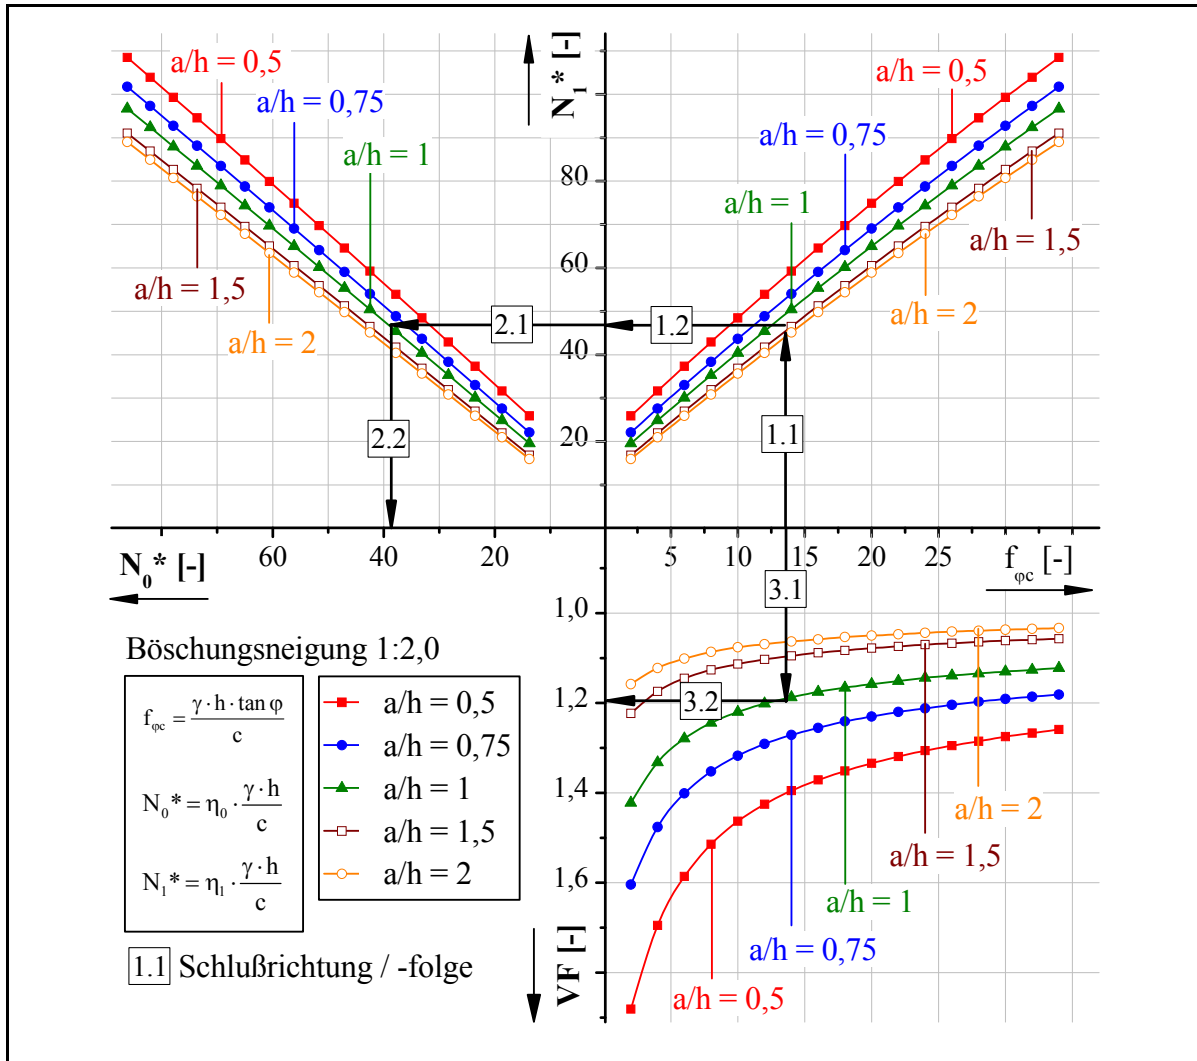 N₁* [-]
a/h = 0,5
a/h = 0,75
a/h = 1
a/h = 1,5
a/h = 2
a/h = 0,5
a/h = 0,75
a/h = 1
a/h = 1,5
a/h = 2
80
60
40
20
2.1
1.2
2.2
1.1
60
40
20
N₀* [-]
5
10
15
20
25
f_φc [-]
3.1
3.2
1,0
1,2
1,4
1,6
VF [-]
a/h = 2
a/h = 1,5
a/h = 1
a/h = 0,75
a/h = 0,5
Böschungsneigung 1:2,0
f_φc = γ · h · tan φ / c
N₀* = η₀ · γ · h / c
N₁* = η₁ · γ · h / c
a/h = 0,5
a/h = 0,75
a/h = 1
a/h = 1,5
a/h = 2
1.1 Schlußrichtung / -folge